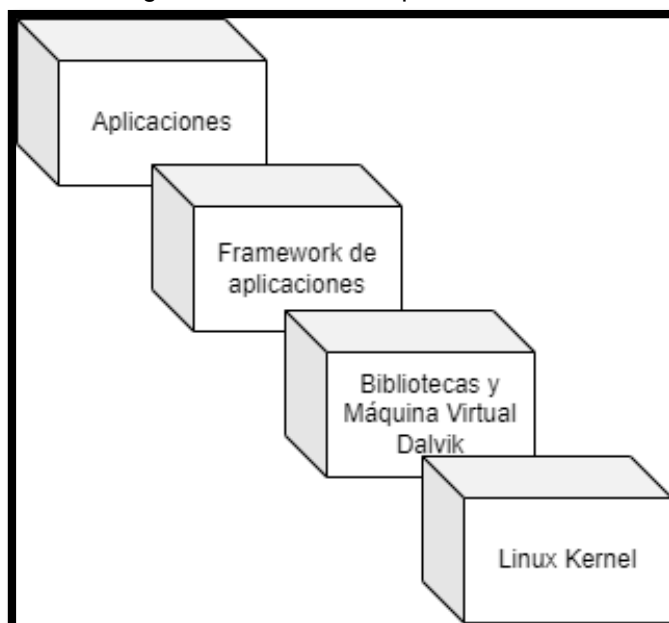 Aplicaciones
Framework de
aplicaciones
Bibliotecas y
Máquina Virtual
Dalvik
Linux Kernel